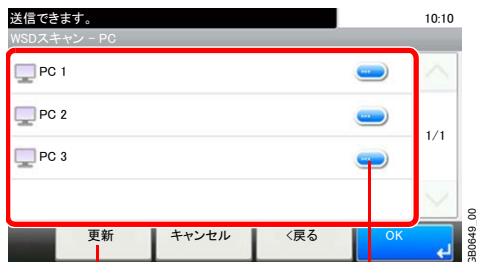 送信できます。 10:10
WSDスキャン - PC
PC 1
PC 2
1/1
PC 3
更新 キャンセル <戻る OK
GB0649_00